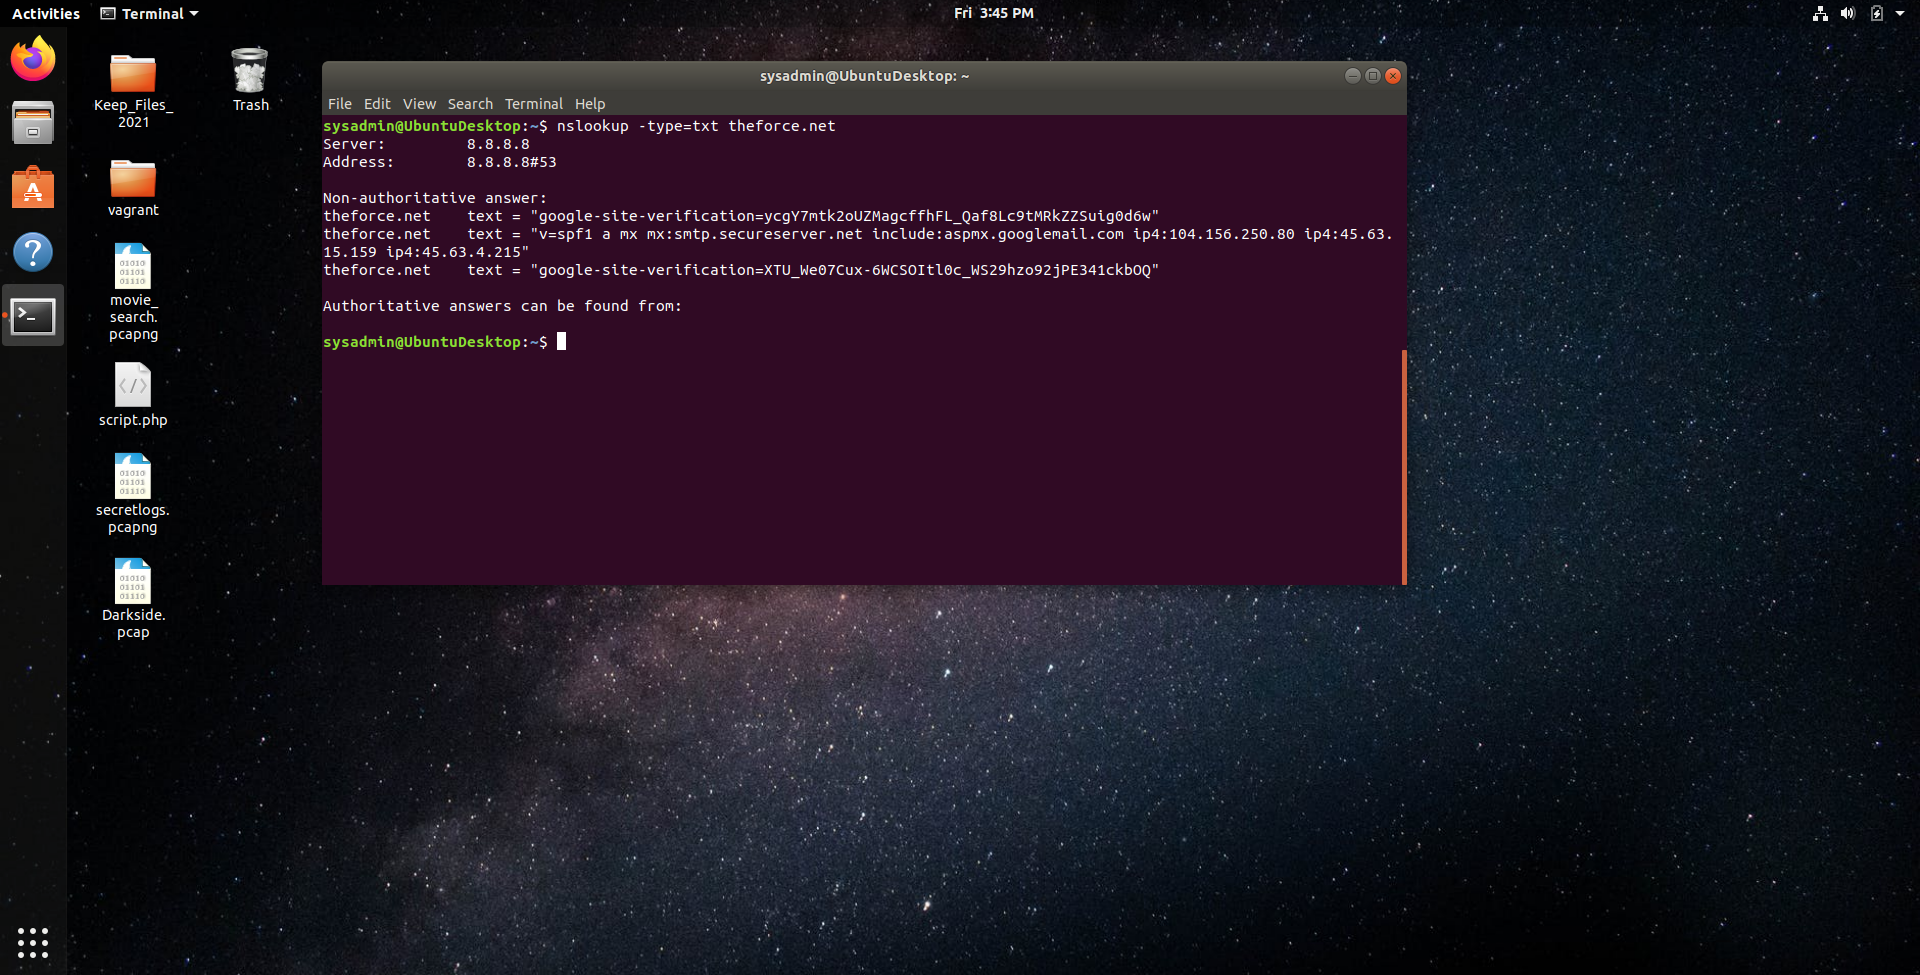 Activities Terminal Fri 3:45 PM
Keep_Files_
2021
Trash
vagrant
movie_
search.
pcapng
script.php
secretlogs.
pcapng
Darkside.
pcap
sysadmin@UbuntuDesktop: ~
File Edit View Search Terminal Help
sysadmin@UbuntuDesktop:~$ nslookup -type=txt theforce.net
Server: 8.8.8.8
Address: 8.8.8.8#53
Non-authoritative answer:
theforce.net text = "google-site-verification=ycgY7mtk2oUZMagcffhFL_Qaf8Lc9tMRkZZSuig0d6w"
theforce.net text = "v=spf1 a mx mx:smtp.secureserver.net include:aspmx.googlemail.com ip4:104.156.250.80 ip4:45.63.
15.159 ip4:45.63.4.215"
theforce.net text = "google-site-verification=XTU_We07Cux-6WCSOItl0c_WS29hzo92jPE341ckbOQ"
Authoritative answers can be found from:
sysadmin@UbuntuDesktop:~$